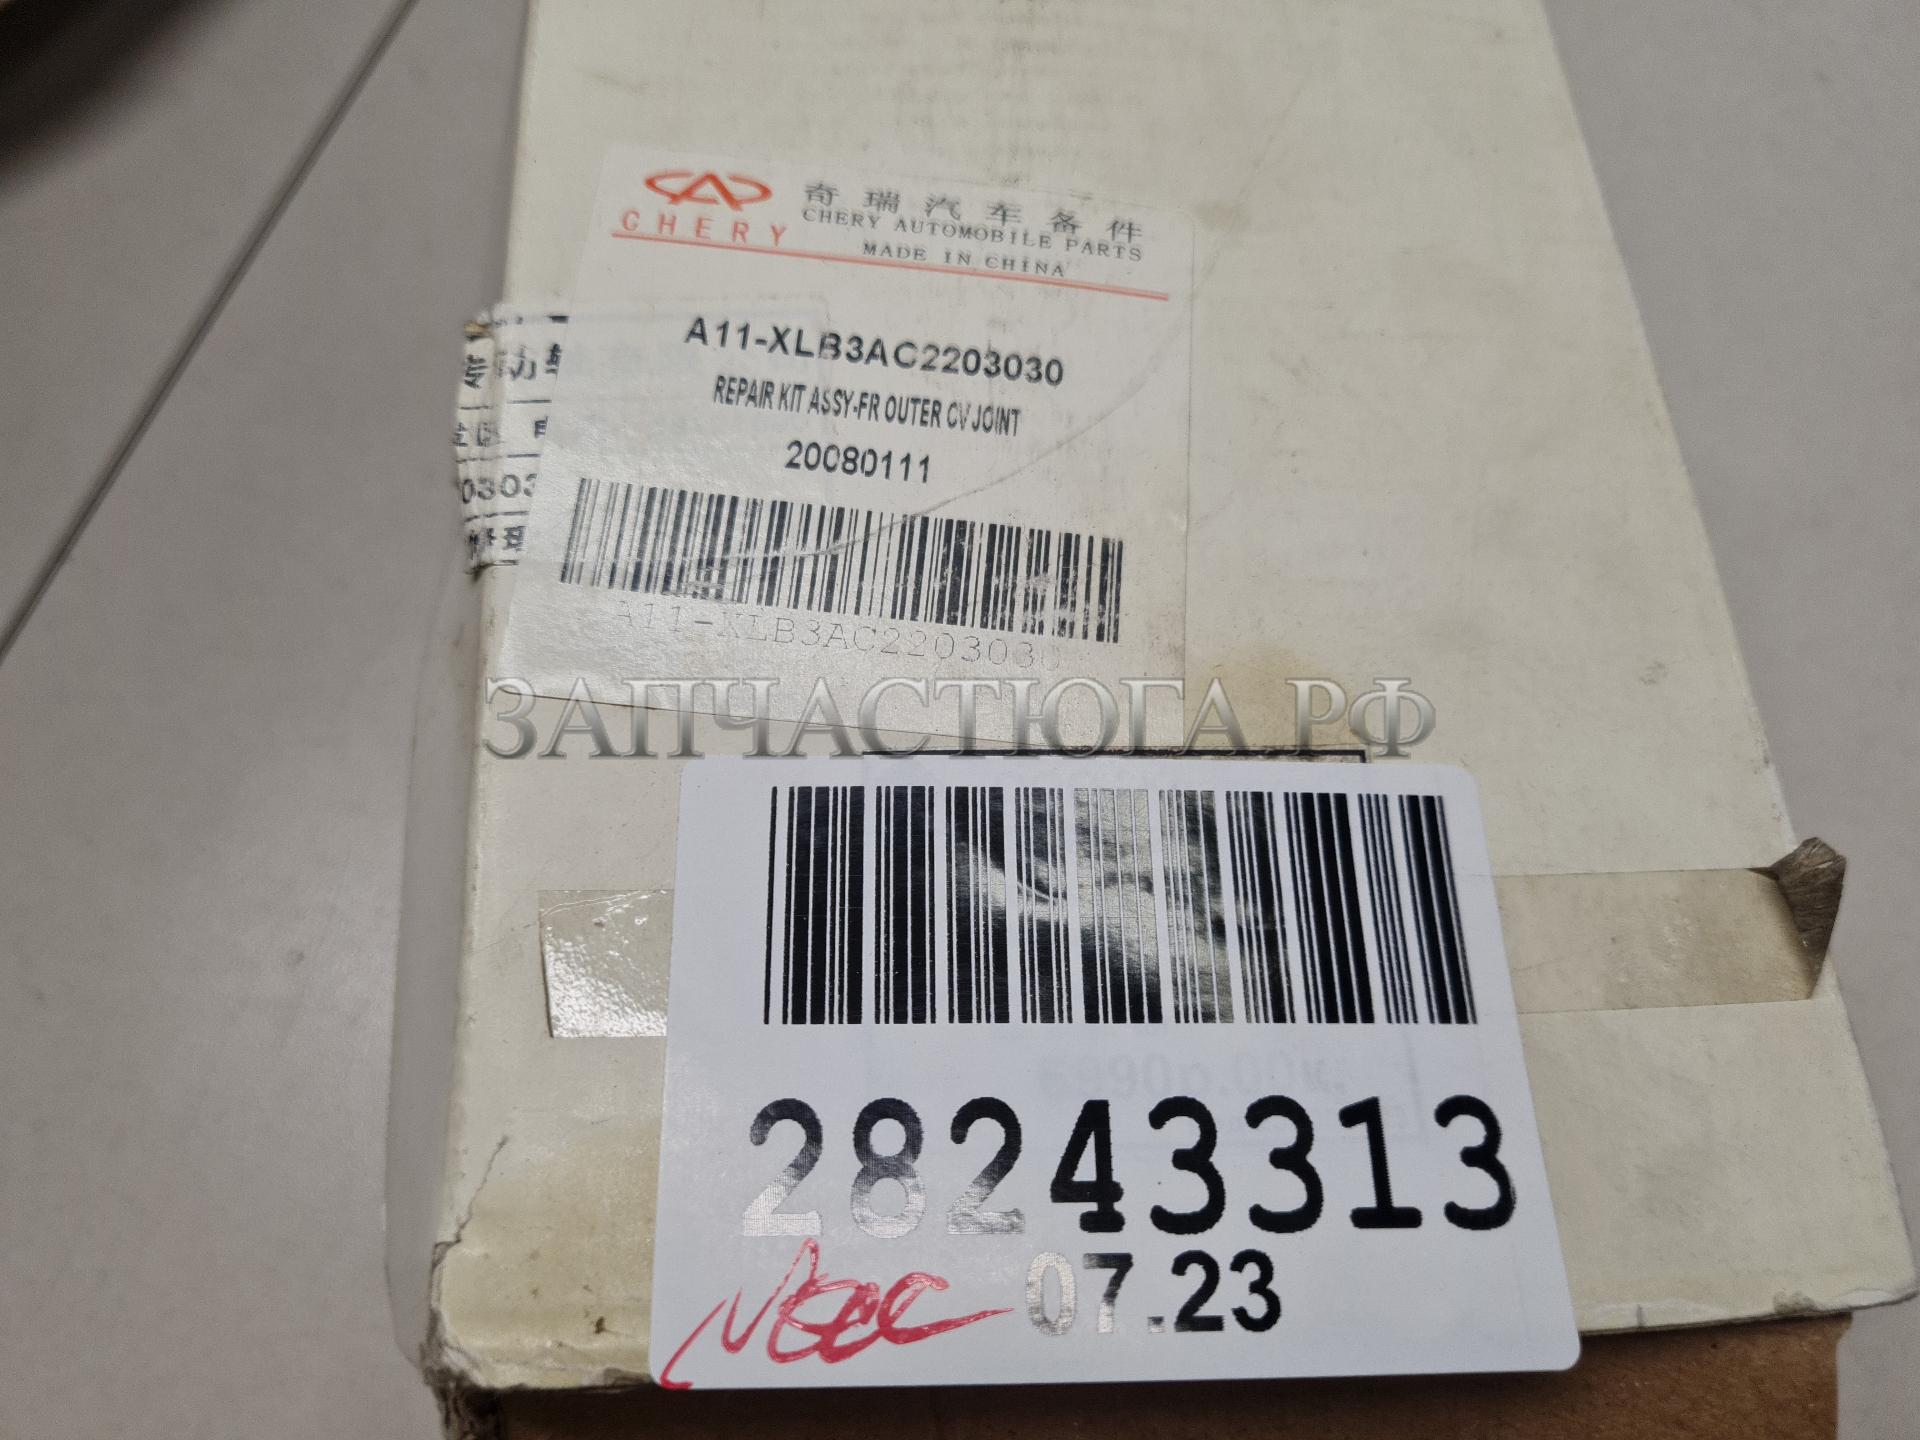 CHERY
奇瑞汽车备件
CHERY AUTOMOBILE PARTS
MADE IN CHINA
A11-XLB3AC2203030
REPAIR KIT ASSY-FR OUTER CV JOINT
20080111
A11-XLB3AC2203030
ЗАПЧАСТЮГА.РФ
28243313
07.23